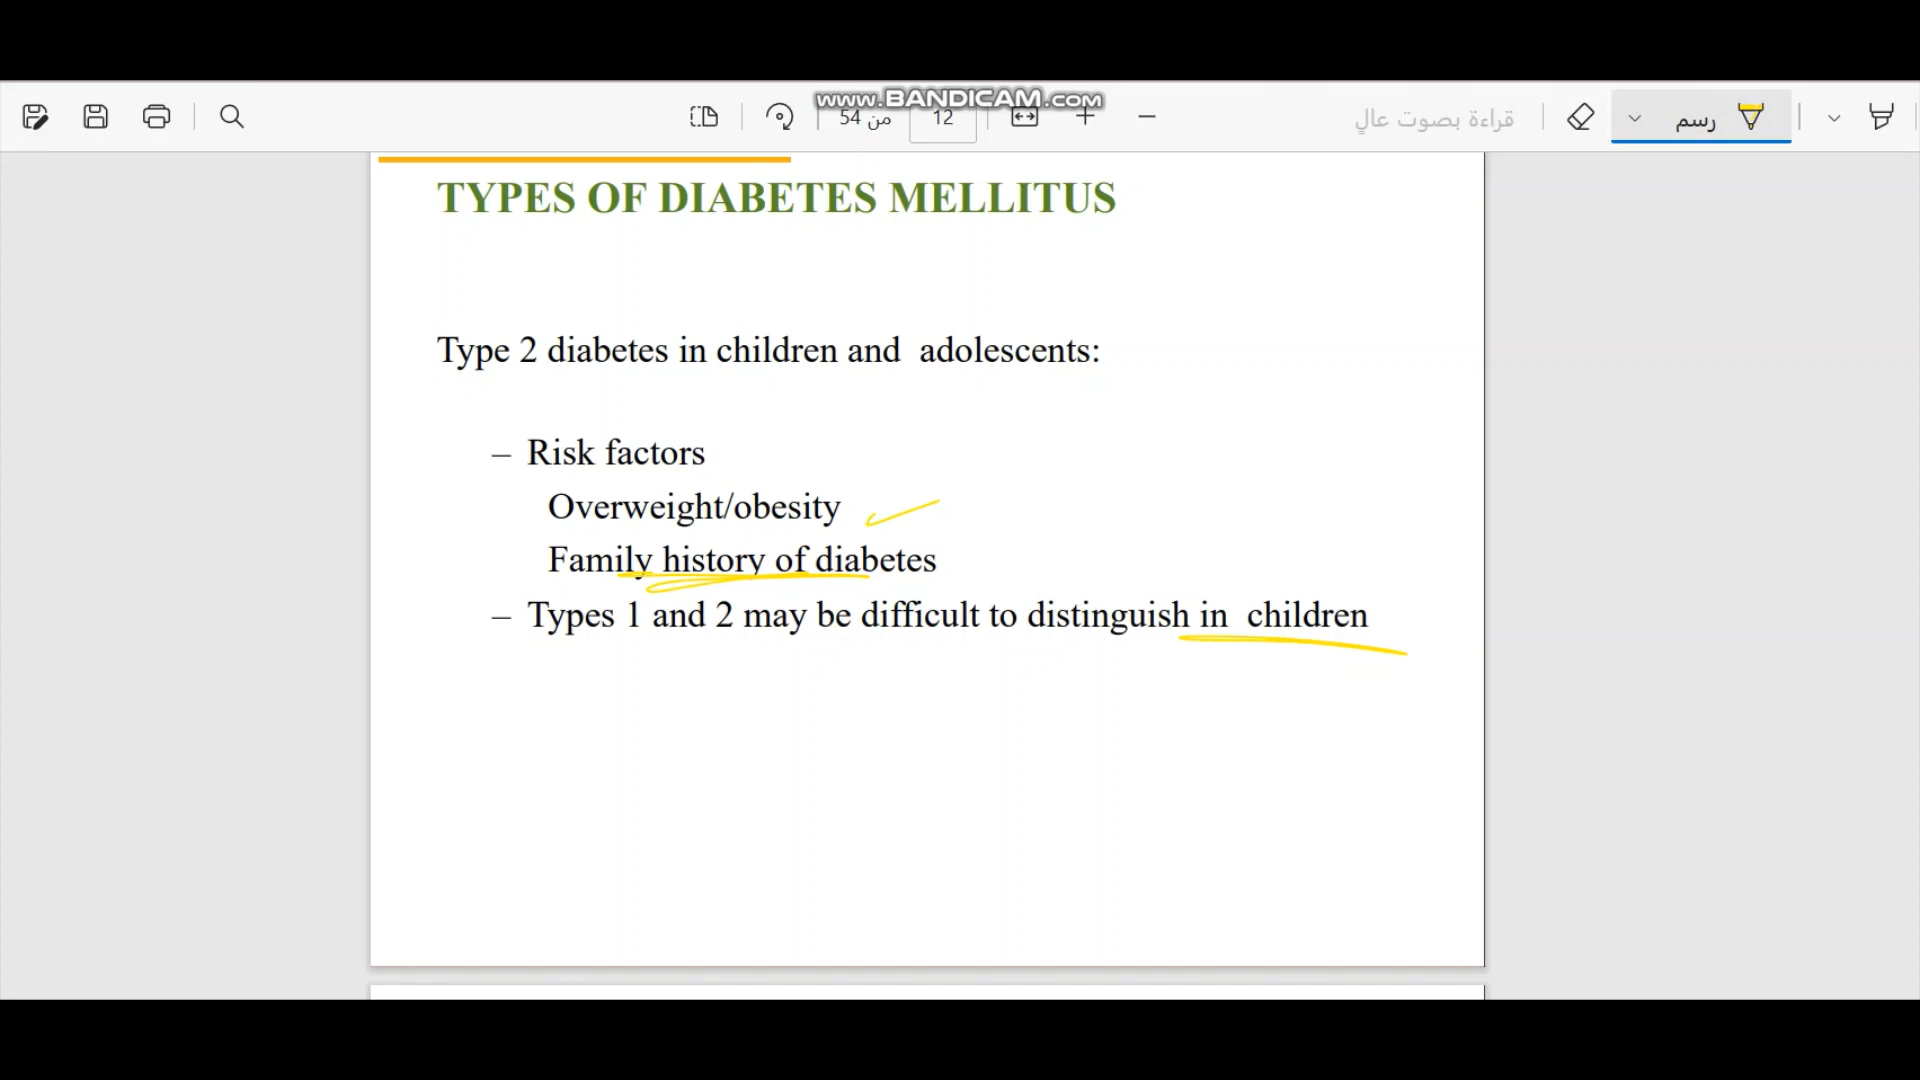 www.BANDICAM.com
54 من
12
قراءة بصوت عالٍ
رسم
TYPES OF DIABETES MELLITUS
Type 2 diabetes in children and adolescents:
– Risk factors
Overweight/obesity
Family history of diabetes
– Types 1 and 2 may be difficult to distinguish in children